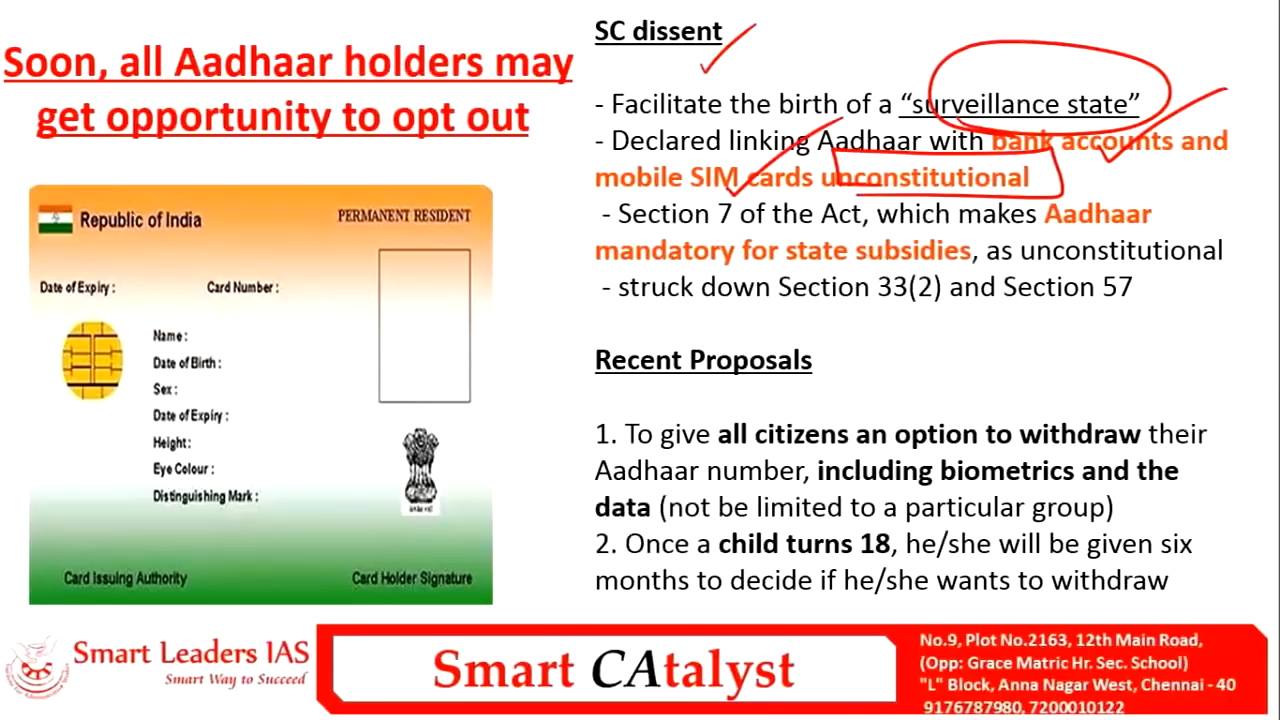 Soon, all Aadhaar holders may
get opportunity to opt out
Republic of India
PERMANENT RESIDENT
Date of Expiry :
Card Number :
Name :
Date of Birth :
Sex :
Date of Expiry :
Height:
Eye Colour :
Distinguishing Mark :
Card Issuing Authority
Card Holder Signature
SC dissent
- Facilitate the birth of a “surveillance state”
- Declared linking Aadhaar with bank accounts and
mobile SIM cards unconstitutional
- Section 7 of the Act, which makes Aadhaar
mandatory for state subsidies, as unconstitutional
- struck down Section 33(2) and Section 57
Recent Proposals
1. To give all citizens an option to withdraw their
Aadhaar number, including biometrics and the
data (not be limited to a particular group)
2. Once a child turns 18, he/she will be given six
months to decide if he/she wants to withdraw
Smart Leaders IAS
Smart Way to Succeed
Smart CAtalyst
No.9, Plot No.2163, 12th Main Road,
(Opp: Grace Matric Hr. Sec. School)
"L" Block, Anna Nagar West, Chennai - 40
9176787980, 7200010122